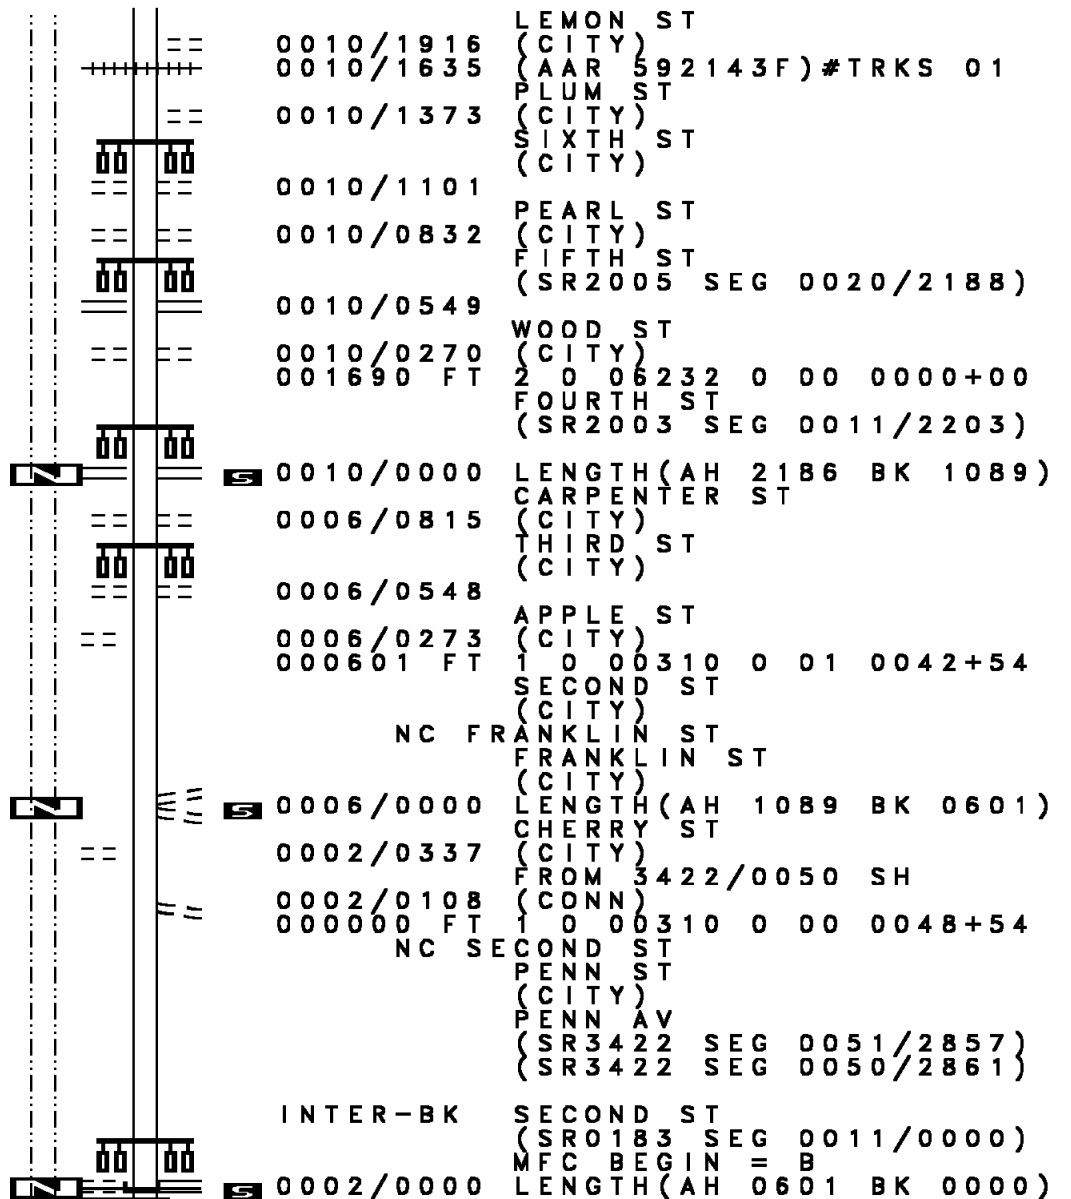 LEMON ST
0010/1916 (CITY)
0010/1635 (AAR 592143F)#TRKS 01
PLUM ST
0010/1373 (CITY)
SIXTH ST
(CITY)
0010/1101
PEARL ST
0010/0832 (CITY)
FIFTH ST
(SR2005 SEG 0020/2188)
0010/0549
WOOD ST
0010/0270 (CITY)
001690 FT 2 0 06232 0 00 0000+00
FOURTH ST
(SR2003 SEG 0011/2203)
S 0010/0000 LENGTH(AH 2186 BK 1089)
CARPENTER ST
0006/0815 (CITY)
THIRD ST
(CITY)
0006/0548
APPLE ST
0006/0273 (CITY)
000601 FT 1 0 00310 0 01 0042+54
SECOND ST
(CITY)
NC FRANKLIN ST
FRANKLIN ST
(CITY)
S 0006/0000 LENGTH(AH 1089 BK 0601)
CHERRY ST
0002/0337 (CITY)
FROM 3422/0050 SH
0002/0108 (CONN)
000000 FT 1 0 00310 0 00 0048+54
NC SECOND ST
PENN ST
(CITY)
PENN AV
(SR3422 SEG 0051/2857)
(SR3422 SEG 0050/2861)
INTER-BK SECOND ST
(SR0183 SEG 0011/0000)
MFC BEGIN = B
S 0002/0000 LENGTH(AH 0601 BK 0000)